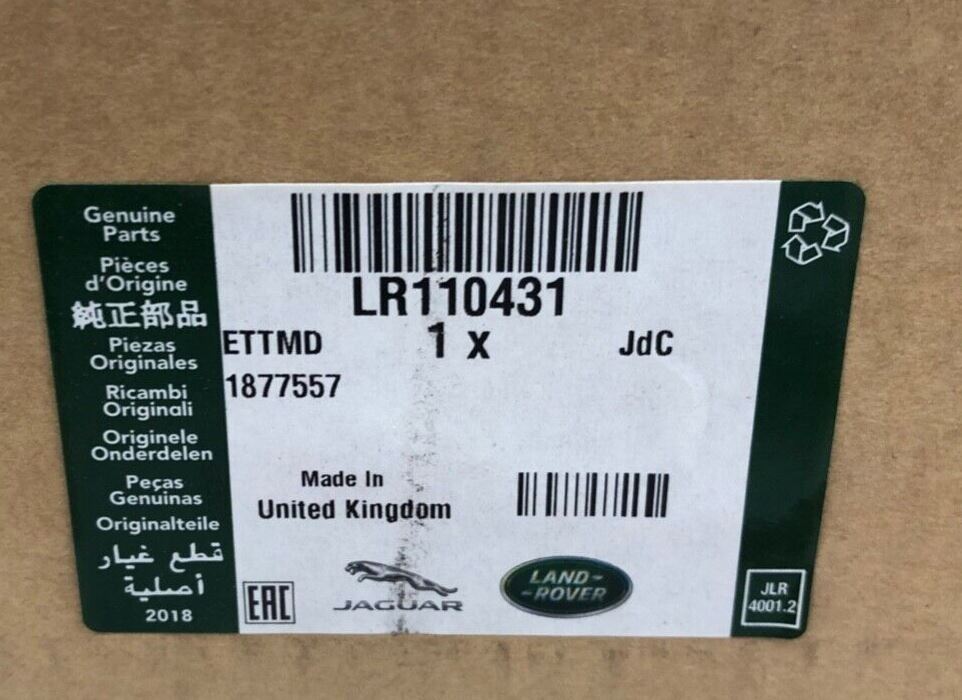 Genuine
Parts
Pièces
d'Origine
純正部品
Piezas
Originales
Ricambi
Originali
Originele
Onderdelen
Peças
Genuinas
Originalteile
قطع غيار
أصلية
2018
LR110431
ETTMD 1 x JdC
1877557
Made In
United Kingdom
EAC
JAGUAR
LAND-
-ROVER
JLR
4001.2